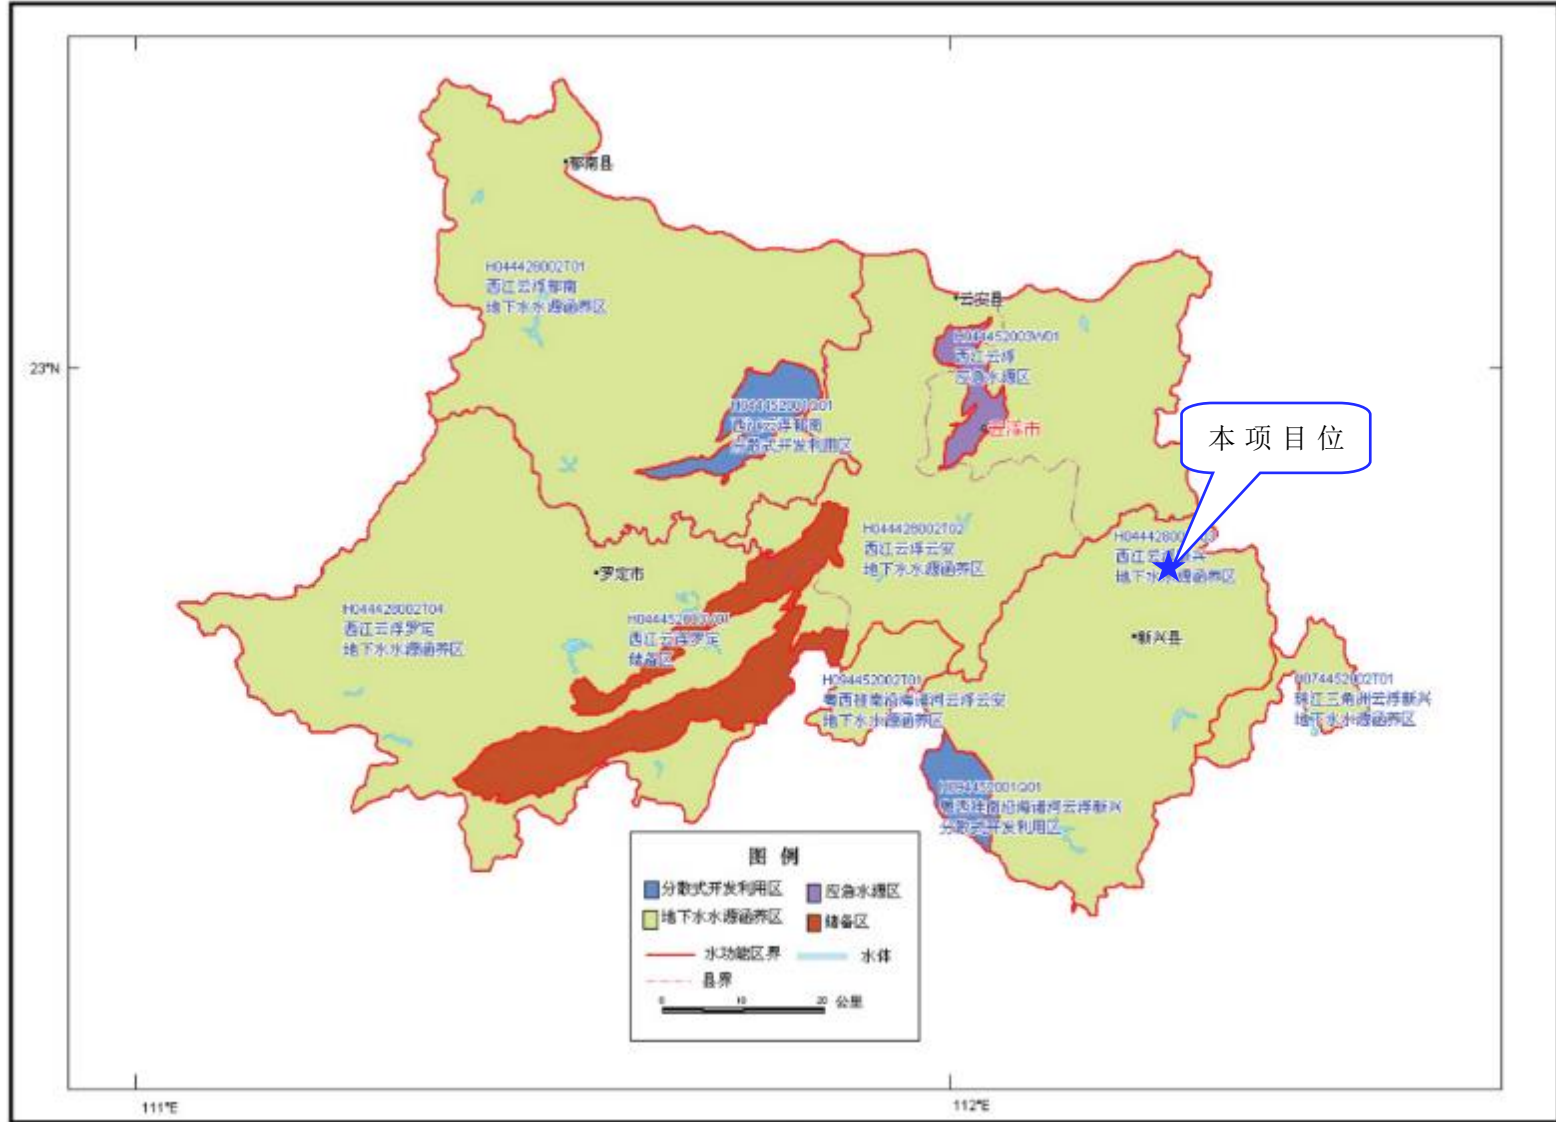 郁南县
H044428002T01
西江云浮郁南
地下水水源涵养区
云安县
H044452003W01
西江云浮
应急水源区
23°N
H044452001Q01
西江云浮郁南
分散式开发利用区
云浮市
本项目位
H044428002T02
西江云浮云安
地下水水源涵养区
西江云浮新兴
地下水水源涵养区
罗定市
H044428002T04
西江云浮罗定
地下水水源涵养区
西江云浮罗定
储备区
新兴县
H094452002T01
粤西桂南沿海诸河云浮云安
地下水水源涵养区
H074452002T01
珠江三角洲云浮新兴
地下水水源涵养区
H094452001Q01
粤西桂南沿海诸河云浮新兴
分散式开发利用区
图 例
分散式开发利用区
应急水源区
地下水水源涵养区
储备区
水功能区界
水体
县界
0 10 20 公里
111°E
112°E